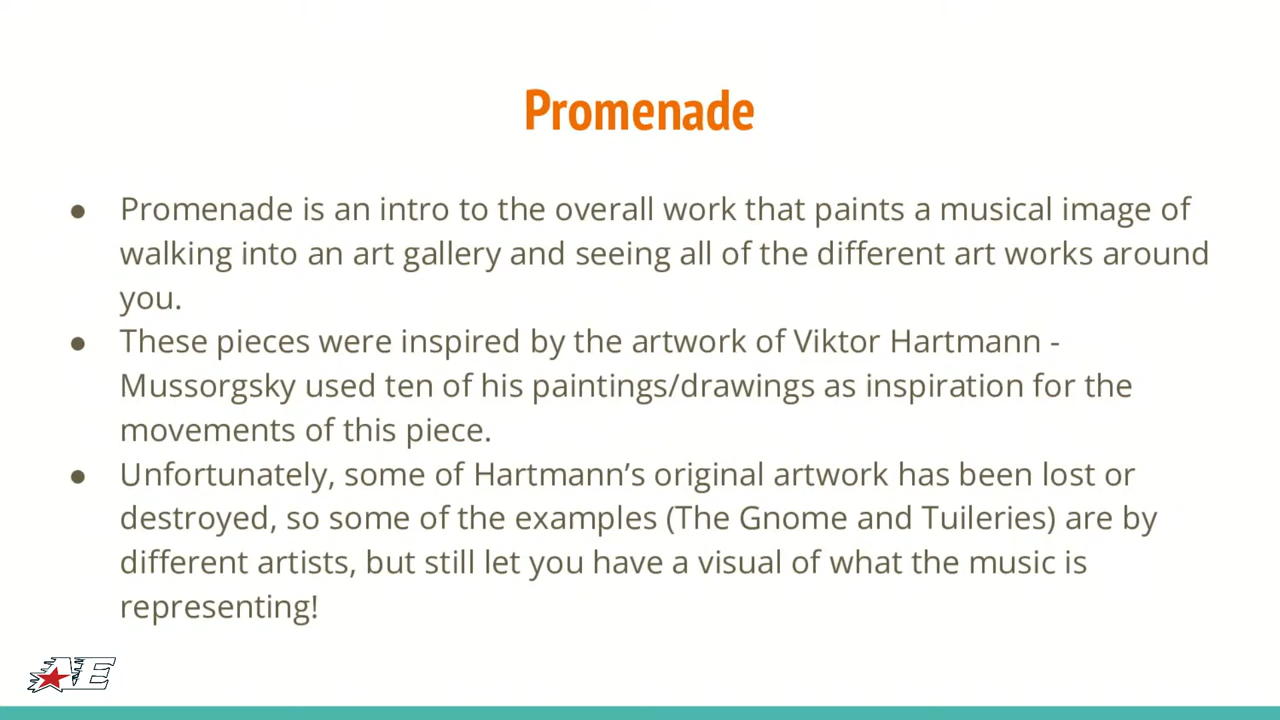 Promenade
● Promenade is an intro to the overall work that paints a musical image of
walking into an art gallery and seeing all of the different art works around
you.
● These pieces were inspired by the artwork of Viktor Hartmann -
Mussorgsky used ten of his paintings/drawings as inspiration for the
movements of this piece.
● Unfortunately, some of Hartmann’s original artwork has been lost or
destroyed, so some of the examples (The Gnome and Tuileries) are by
different artists, but still let you have a visual of what the music is
representing!
AE